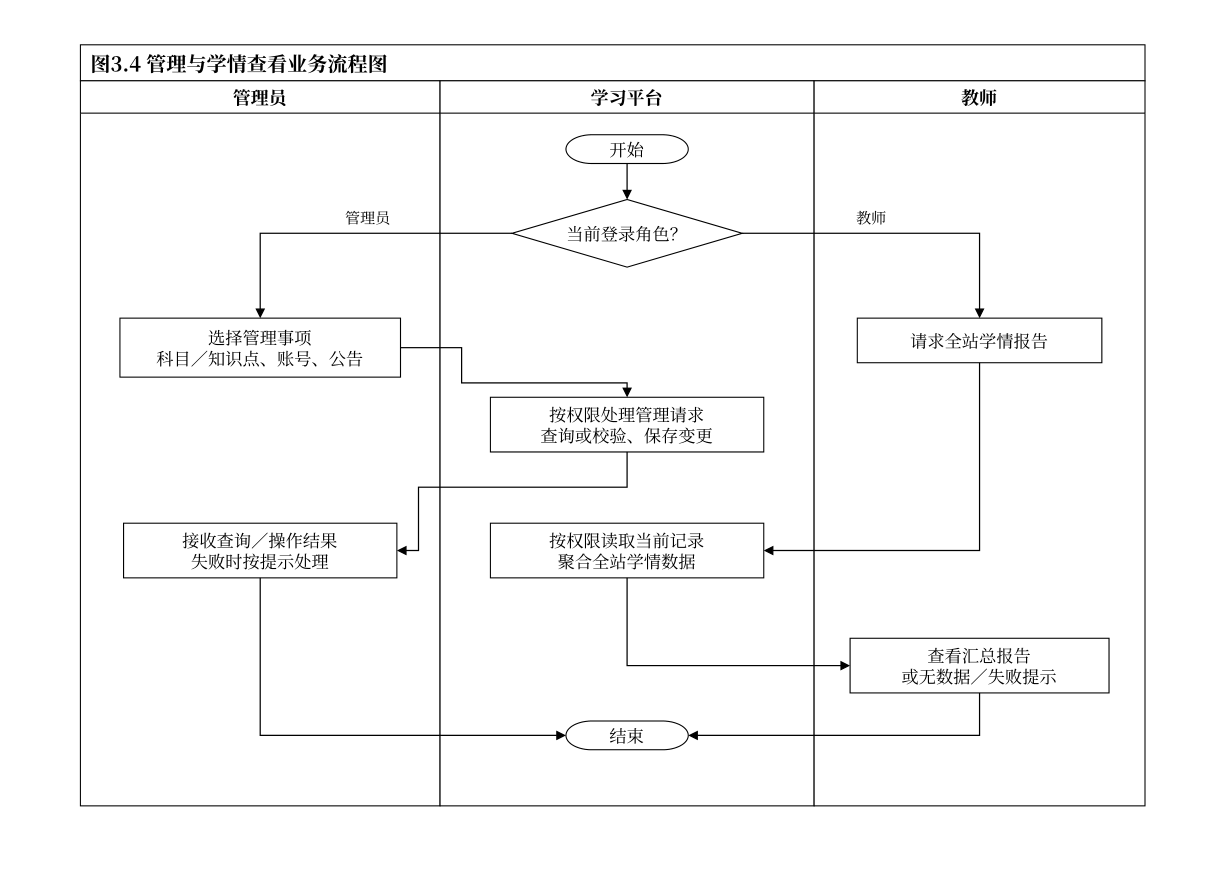 图3.4 管理与学情查看业务流程图
管理员
学习平台
教师
开始
管理员
当前登录角色？
教师
选择管理事项
科目／知识点、账号、公告
请求全站学情报告
按权限处理管理请求
查询或校验、保存变更
接收查询／操作结果
失败时按提示处理
按权限读取当前记录
聚合全站学情数据
查看汇总报告
或无数据／失败提示
结束